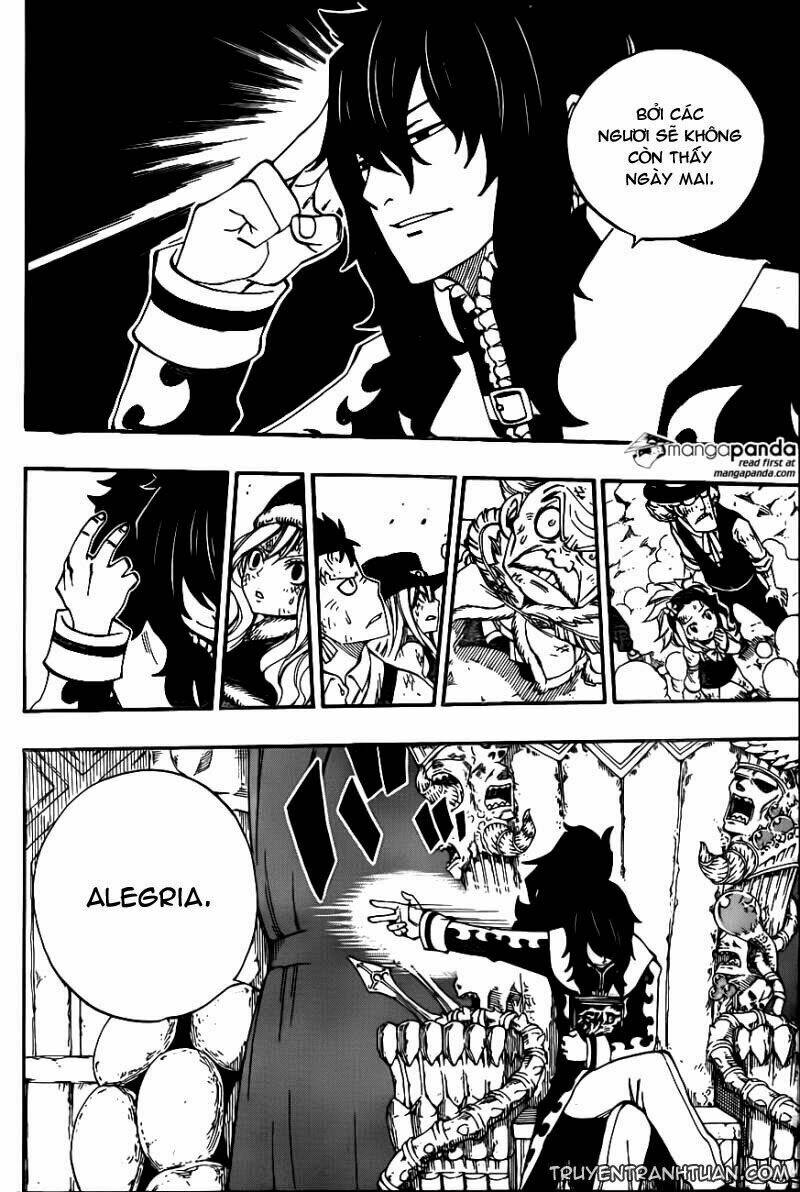 BỞI CÁC
NGƯƠI SẼ KHÔNG
CÒN THẤY
NGÀY MAI.
mangapanda
read first at
mangapanda.com
ALEGRIA.
TRUYENTRANHTUAN.COM